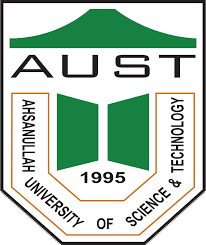 AUST
1995
AHSANULLAH UNIVERSITY OF SCIENCE & TECHNOLOGY